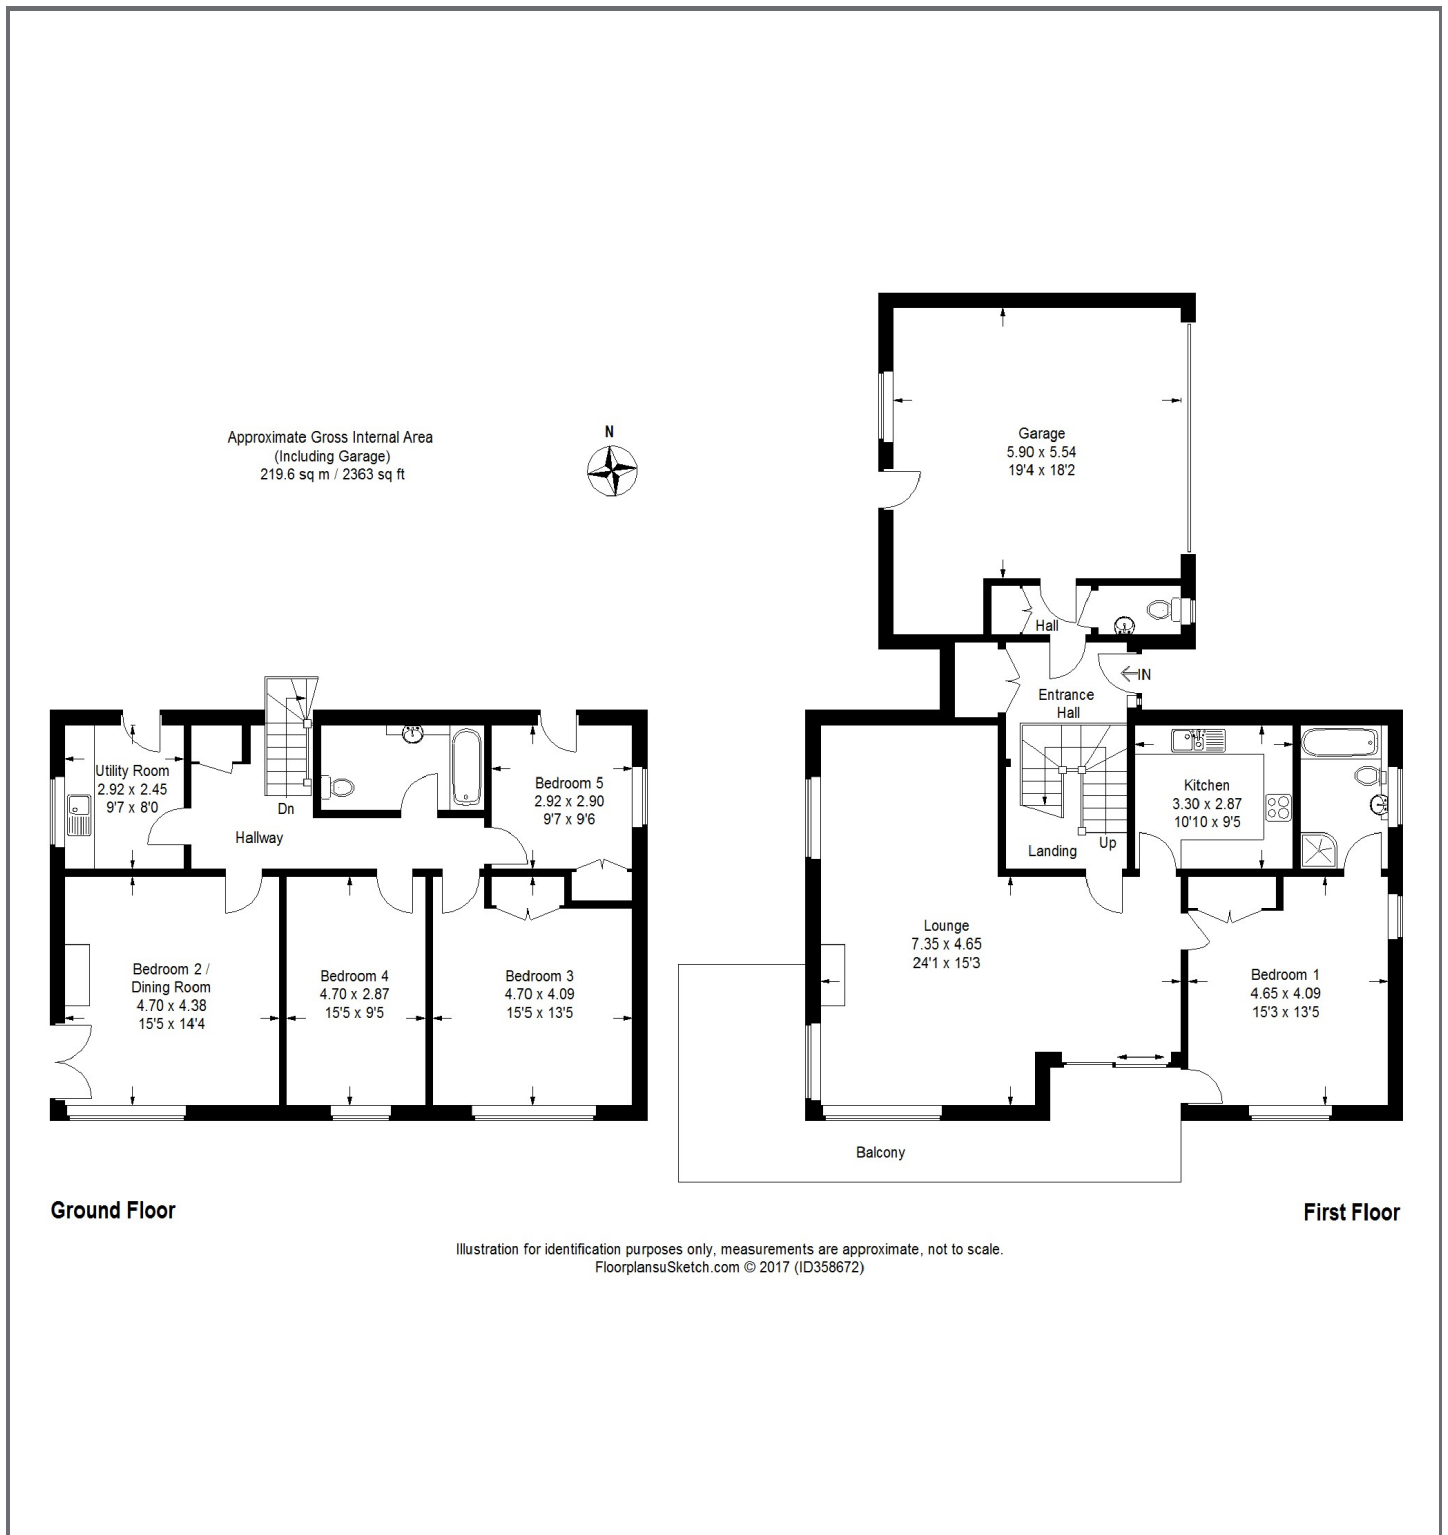 Approximate Gross Internal Area
(Including Garage)
219.6 sq m / 2363 sq ft
N
Garage
5.90 x 5.54
19'4 x 18'2
Hall
IN
Entrance
Hall
Utility Room
2.92 x 2.45
9'7 x 8'0
Dn
Hallway
Bedroom 5
2.92 x 2.90
9'7 x 9'6
Kitchen
3.30 x 2.87
10'10 x 9'5
Landing
Up
Lounge
7.35 x 4.65
24'1 x 15'3
Bedroom 2 /
Dining Room
4.70 x 4.38
15'5 x 14'4
Bedroom 4
4.70 x 2.87
15'5 x 9'5
Bedroom 3
4.70 x 4.09
15'5 x 13'5
Bedroom 1
4.65 x 4.09
15'3 x 13'5
Balcony
Ground Floor
First Floor
Illustration for identification purposes only, measurements are approximate, not to scale.
FloorplansuSketch.com © 2017 (ID358672)